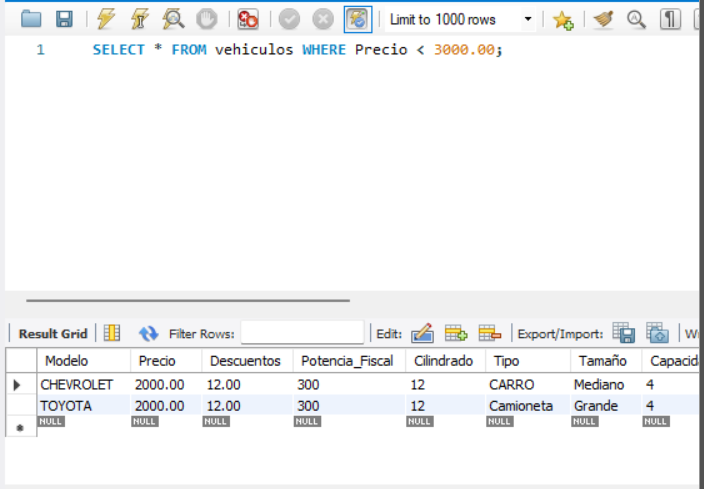 Limit to 1000 rows
1 SELECT * FROM vehiculos WHERE Precio < 3000.00;
Result Grid Filter Rows: Edit: Export/Import:
Modelo Precio Descuentos Potencia_Fiscal Cilindrado Tipo Tamaño Capacid
CHEVROLET 2000.00 12.00 300 12 CARRO Mediano 4
TOYOTA 2000.00 12.00 300 12 Camioneta Grande 4
NULL NULL NULL NULL NULL NULL NULL NULL